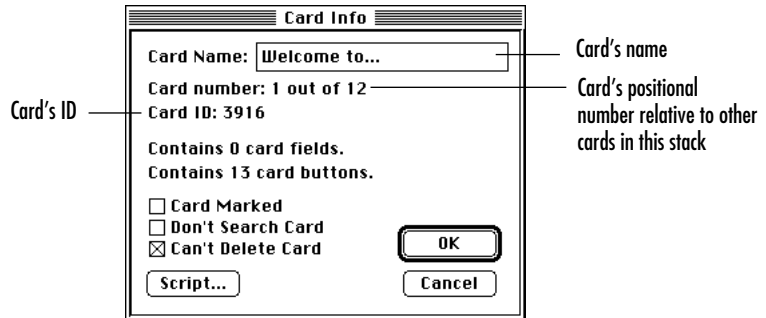 Card Info
Card Name: Welcome to...
Card's name
Card number: 1 out of 12
Card's positional
number relative to other
cards in this stack
Card's ID
Card ID: 3916
Contains 0 card fields.
Contains 13 card buttons.
Card Marked
Don't Search Card
Can't Delete Card
OK
Script...
Cancel